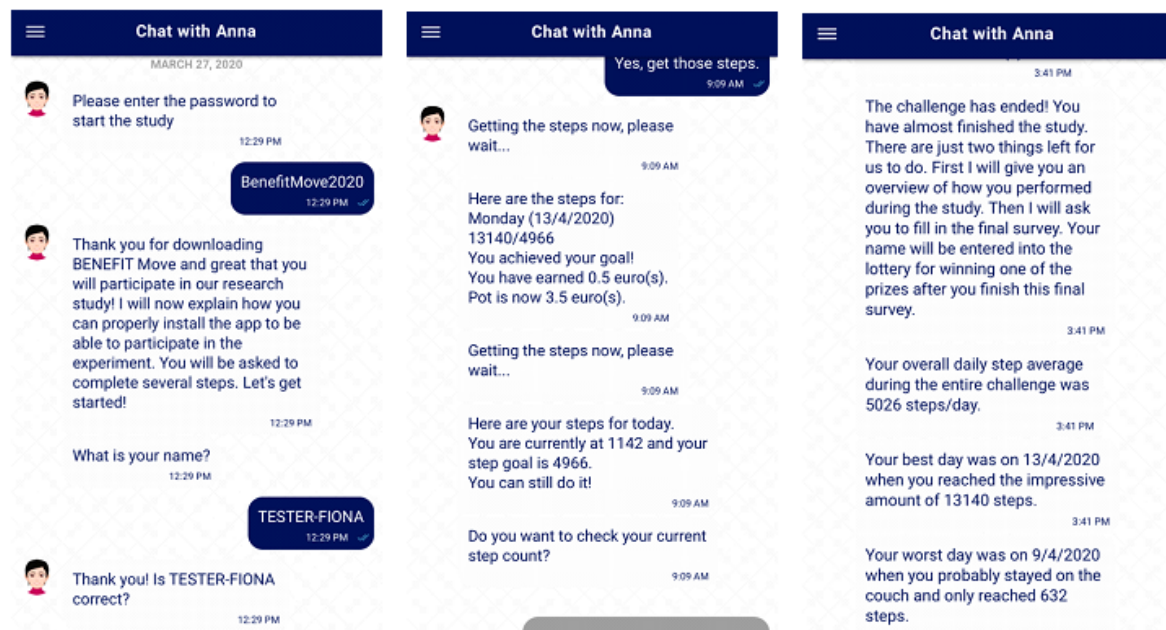 Chat with Anna
MARCH 27, 2020
Please enter the password to
start the study
12:29 PM
BenefitMove2020
12:29 PM
Thank you for downloading
BENEFIT Move and great that you
will participate in our research
study! I will now explain how you
can properly install the app to be
able to participate in the
experiment. You will be asked to
complete several steps. Let's get
started!
12:29 PM
What is your name?
12:29 PM
TESTER-FIONA
12:29 PM
Thank you! Is TESTER-FIONA
correct?
12:29 PM
Chat with Anna
Yes, get those steps.
9:09 AM
Getting the steps now, please
wait...
9:09 AM
Here are the steps for:
Monday (13/4/2020)
13140/4966
You achieved your goal!
You have earned 0.5 euro(s).
Pot is now 3.5 euro(s).
9:09 AM
Getting the steps now, please
wait...
9:09 AM
Here are your steps for today.
You are currently at 1142 and your
step goal is 4966.
You can still do it!
9:09 AM
Do you want to check your current
step count?
9:09 AM
Chat with Anna
3:41 PM
The challenge has ended! You
have almost finished the study.
There are just two things left for
us to do. First I will give you an
overview of how you performed
during the study. Then I will ask
you to fill in the final survey. Your
name will be entered into the
lottery for winning one of the
prizes after you finish this final
survey.
3:41 PM
Your overall daily step average
during the entire challenge was
5026 steps/day.
3:41 PM
Your best day was on 13/4/2020
when you reached the impressive
amount of 13140 steps.
3:41 PM
Your worst day was on 9/4/2020
when you probably stayed on the
couch and only reached 632
steps.